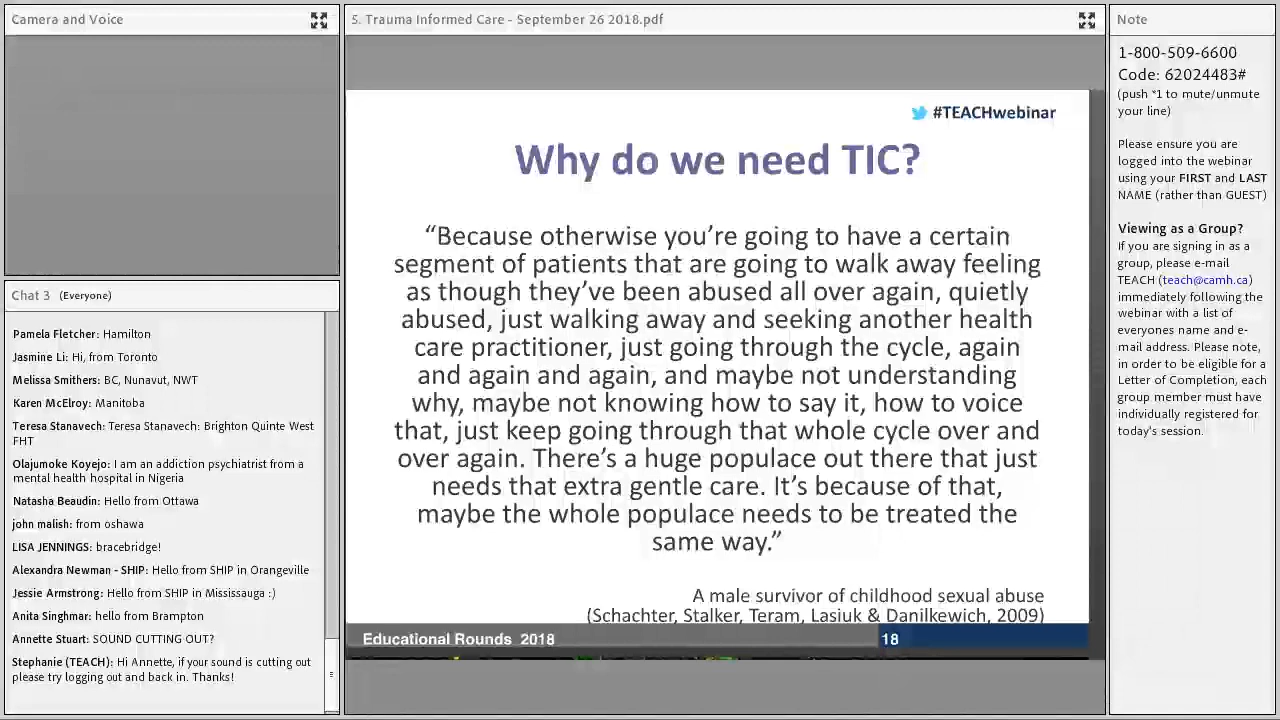 Camera and Voice
Chat 3 (Everyone)
Pamela Fletcher: Hamilton
Jasmine Li: Hi, from Toronto
Melissa Smithers: BC, Nunavut, NWT
Karen McElroy: Manitoba
Teresa Stanavech: Teresa Stanavech: Brighton Quinte West
FHT
Olajumoke Koyejo: I am an addiction psychiatrist from a
mental health hospital in Nigeria
Natasha Beaudin: Hello from Ottawa
john malish: from oshawa
LISA JENNINGS: bracebridge!
Alexandra Newman - SHIP: Hello from SHIP in Orangeville
Jessie Armstrong: Hello from SHIP in Mississauga :)
Anita Singhmar: hello from Brampton
Annette Stuart: SOUND CUTTING OUT?
Stephanie (TEACH): Hi Annette, if your sound is cutting out
please try logging out and back in. Thanks!
5. Trauma Informed Care - September 26 2018.pdf
#TEACHwebinar
Why do we need TIC?
“Because otherwise you’re going to have a certain
segment of patients that are going to walk away feeling
as though they’ve been abused all over again, quietly
abused, just walking away and seeking another health
care practitioner, just going through the cycle, again
and again and again, and maybe not understanding
why, maybe not knowing how to say it, how to voice
that, just keep going through that whole cycle over and
over again. There’s a huge populace out there that just
needs that extra gentle care. It’s because of that,
maybe the whole populace needs to be treated the
same way.”
A male survivor of childhood sexual abuse
(Schachter, Stalker, Teram, Lasiuk & Danilkewich, 2009)
Educational Rounds 2018
18
Note
1-800-509-6600
Code: 62024483#
(push *1 to mute/unmute
your line)
Please ensure you are
logged into the webinar
using your FIRST and LAST
NAME (rather than GUEST)
Viewing as a Group?
If you are signing in as a
group, please e-mail
TEACH (teach@camh.ca)
immediately following the
webinar with a list of
everyones name and e-
mail address. Please note,
in order to be eligible for a
Letter of Completion, each
group member must have
individually registered for
today's session.